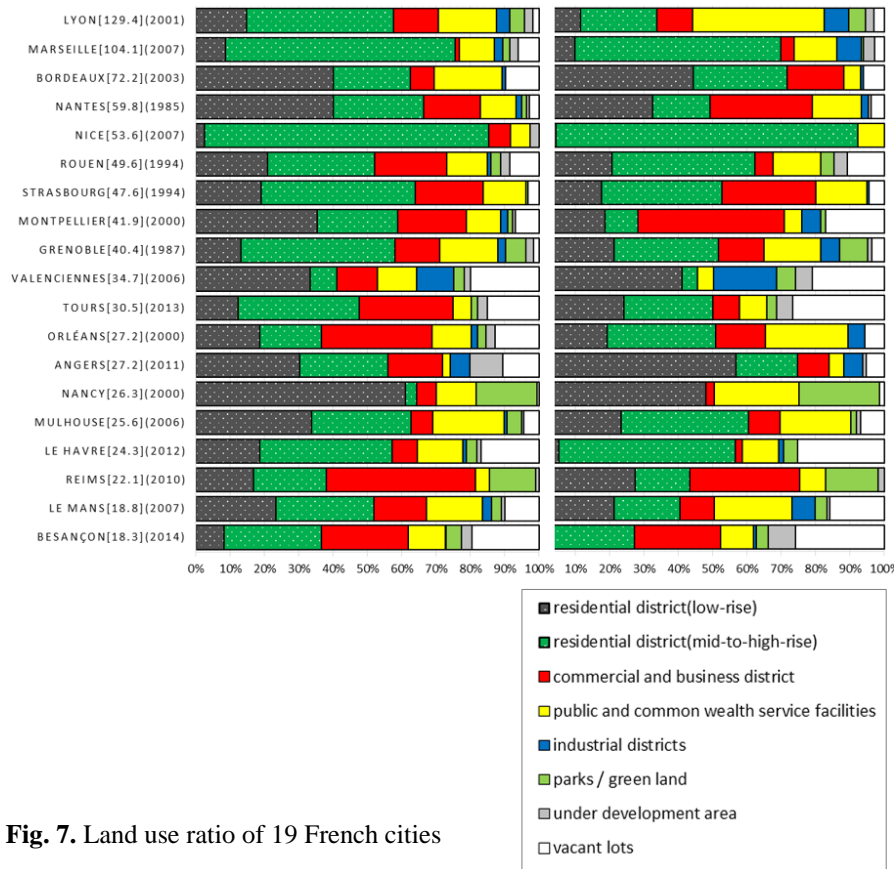 LYON[129.4](2001)
MARSEILLE[104.1](2007)
BORDEAUX[72.2](2003)
NANTES[59.8](1985)
NICE[53.6](2007)
ROUEN[49.6](1994)
STRASBOURG[47.6](1994)
MONTPELLIER[41.9](2000)
GRENOBLE[40.4](1987)
VALENCIENNES[34.7](2006)
TOURS[30.5](2013)
ORLÉANS[27.2](2000)
ANGERS[27.2](2011)
NANCY[26.3](2000)
MULHOUSE[25.6](2006)
LE HAVRE[24.3](2012)
REIMS[22.1](2010)
LE MANS[18.8](2007)
BESANÇON[18.3](2014)
0% 10% 20% 30% 40% 50% 60% 70% 80% 90% 100% 10% 20% 30% 40% 50% 60% 70% 80% 90% 100%
residential district(low-rise)
residential district(mid-to-high-rise)
commercial and business district
public and common wealth service facilities
industrial districts
parks / green land
under development area
vacant lots
Fig. 7. Land use ratio of 19 French cities